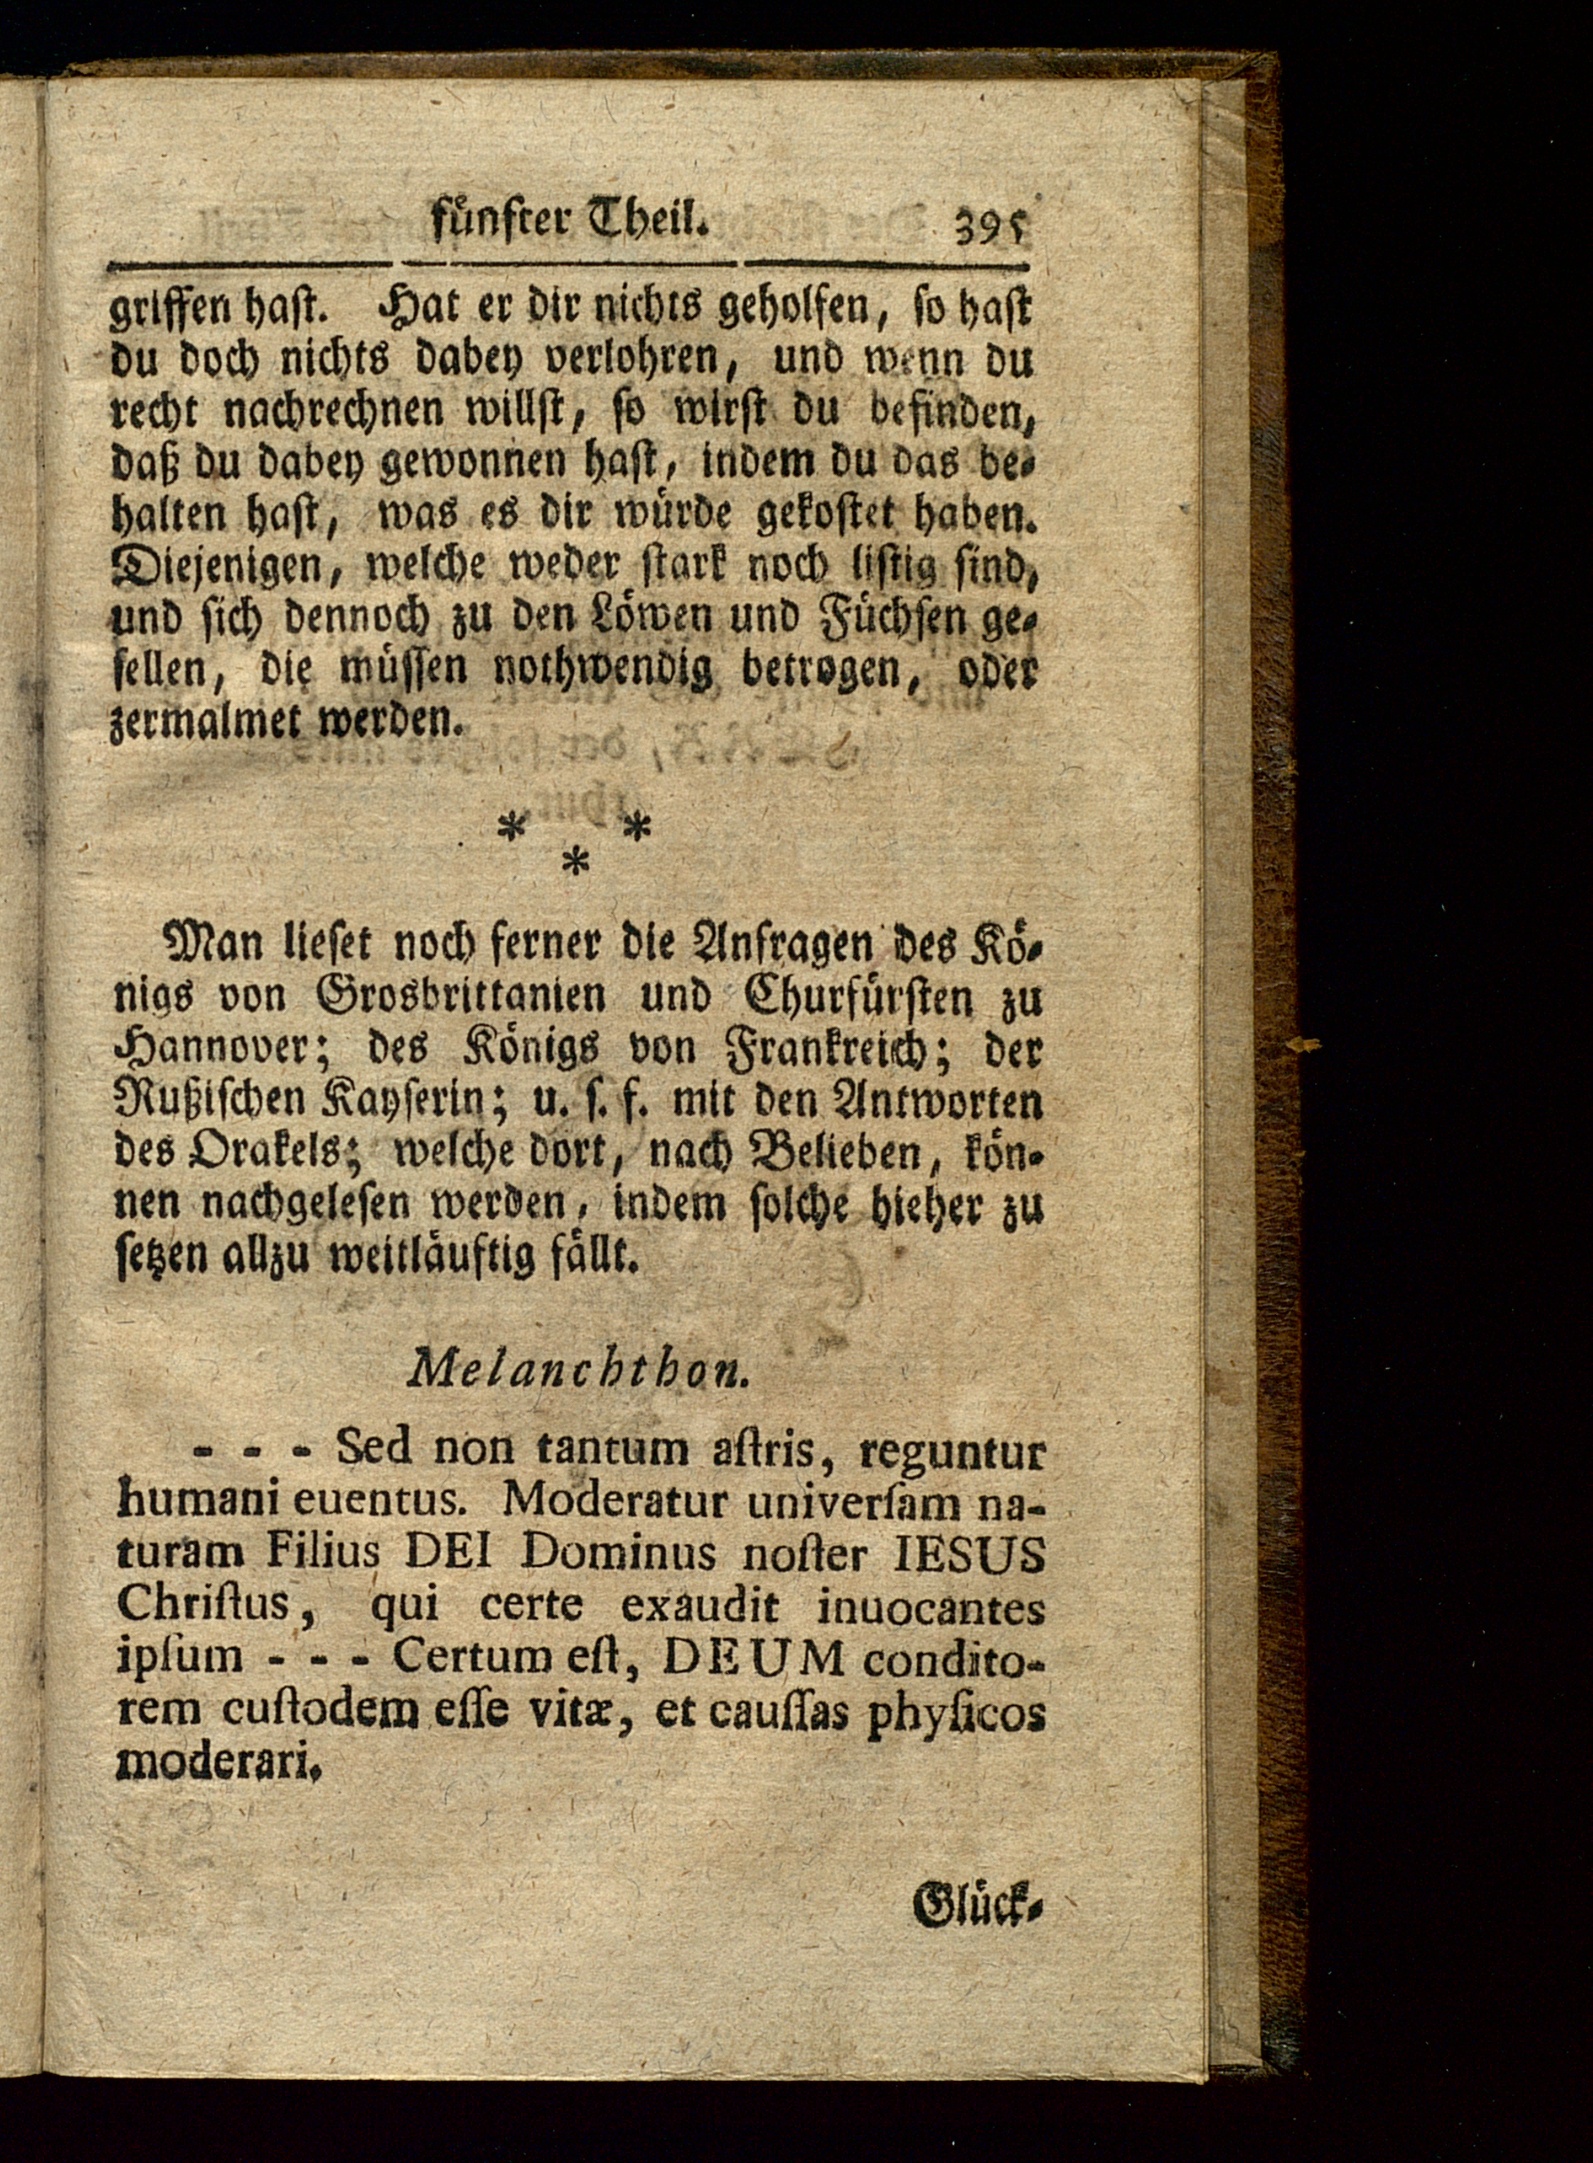 fünfter Theil. 395
griffen haſt. Hat er dir nichts geholfen, ſo haſt
du doch nichts dabey verlohren, und wenn du
recht nachrechnen willſt, ſo wirſt du befinden,
daß du dabey gewonnen haſt, indem du das be-
halten haſt, was es dir würde gekoſtet haben.
Diejenigen, welche weder ſtark noch liſtig ſind,
und ſich dennoch zu den Löwen und Füchſen ge-
ſellen, die müſſen nothwendig betrogen, oder
zermalmet werden.
* *
*
Man lieſet noch ferner die Anfragen des Kö-
nigs von Grosbrittanien und Churfürſten zu
Hannover; des Königs von Frankreich; der
Rußiſchen Kayſerin; u. ſ. f. mit den Antworten
des Orakels; welche dort, nach Belieben, kön-
nen nachgeleſen werden, indem ſolche hieher zu
ſetzen allzu weitläuftig fällt.
Melanchthon.
- - - Sed non tantum aſtris, reguntur
humani euentus. Moderatur univerſam na-
turam Filius DEI Dominus noſter IESUS
Chriſtus, qui certe exaudit inuocantes
ipſum - - - Certum eſt, DEUM condito-
rem cuſtodem eſſe vitæ, et cauſſas phyſicos
moderari.
Glück-